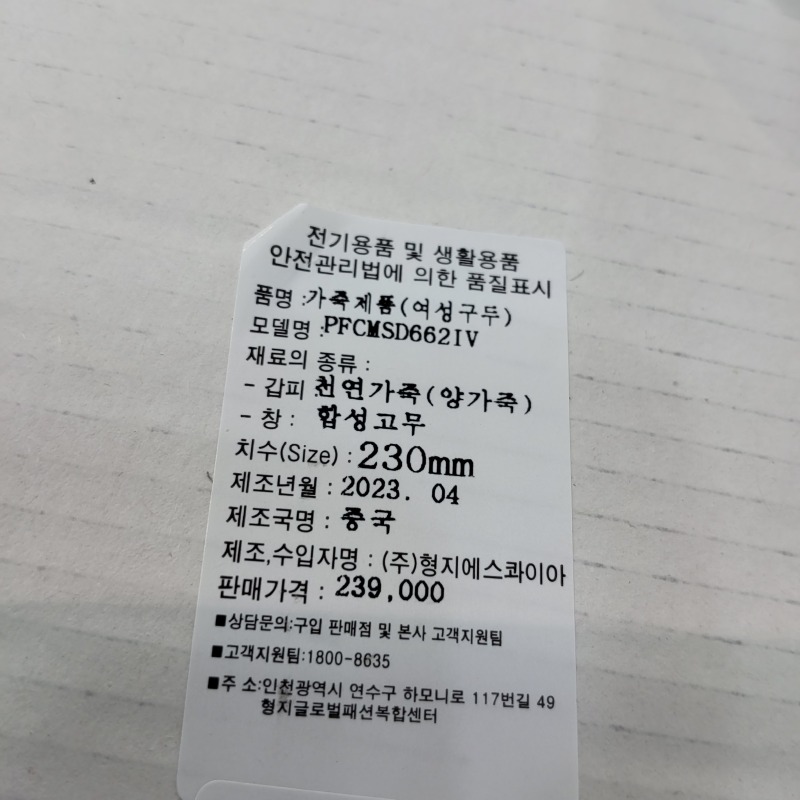 전기용품 및 생활용품
안전관리법에 의한 품질표시
품명 :가죽제품(여성구두)
모델명 :PFCMSD662IV
재료의 종류 :
- 갑피 :천연가죽(양가죽)
- 창 : 합성고무
치수(Size) : 230mm
제조년월 : 2023. 04
제조국명 : 중국
제조,수입자명 : (주)형지에스콰이아
판매가격 : 239,000
■상담문의:구입 판매점 및 본사 고객지원팀
■고객지원팀:1800-8635
■주 소:인천광역시 연수구 하모니로 117번길 49
형지글로벌패션복합센터